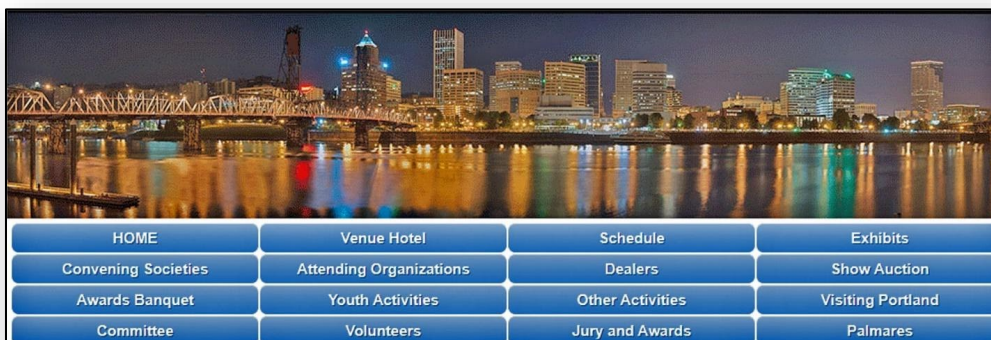 HOME Venue Hotel Schedule Exhibits
Convening Societies Attending Organizations Dealers Show Auction
Awards Banquet Youth Activities Other Activities Visiting Portland
Committee Volunteers Jury and Awards Palmares